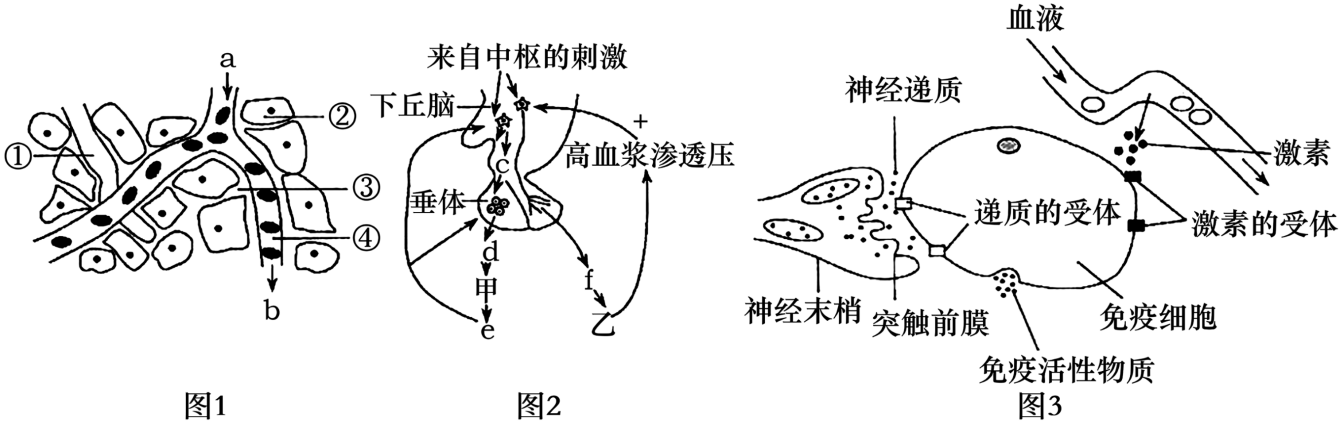 a
①
②
③
④
b
图1
来自中枢的刺激
下丘脑
+
高血浆渗透压
c
垂体
d
甲
e
f
乙
图2
血液
神经递质
激素
递质的受体
激素的受体
神经末梢
突触前膜
免疫细胞
免疫活性物质
图3